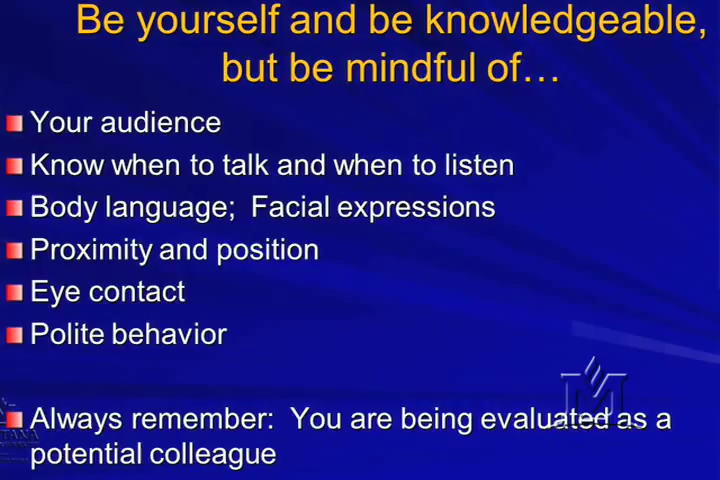 Be yourself and be knowledgeable,
but be mindful of…
Your audience
Know when to talk and when to listen
Body language;  Facial expressions
Proximity and position
Eye contact
Polite behavior
Always remember:  You are being evaluated as a
potential colleague
M